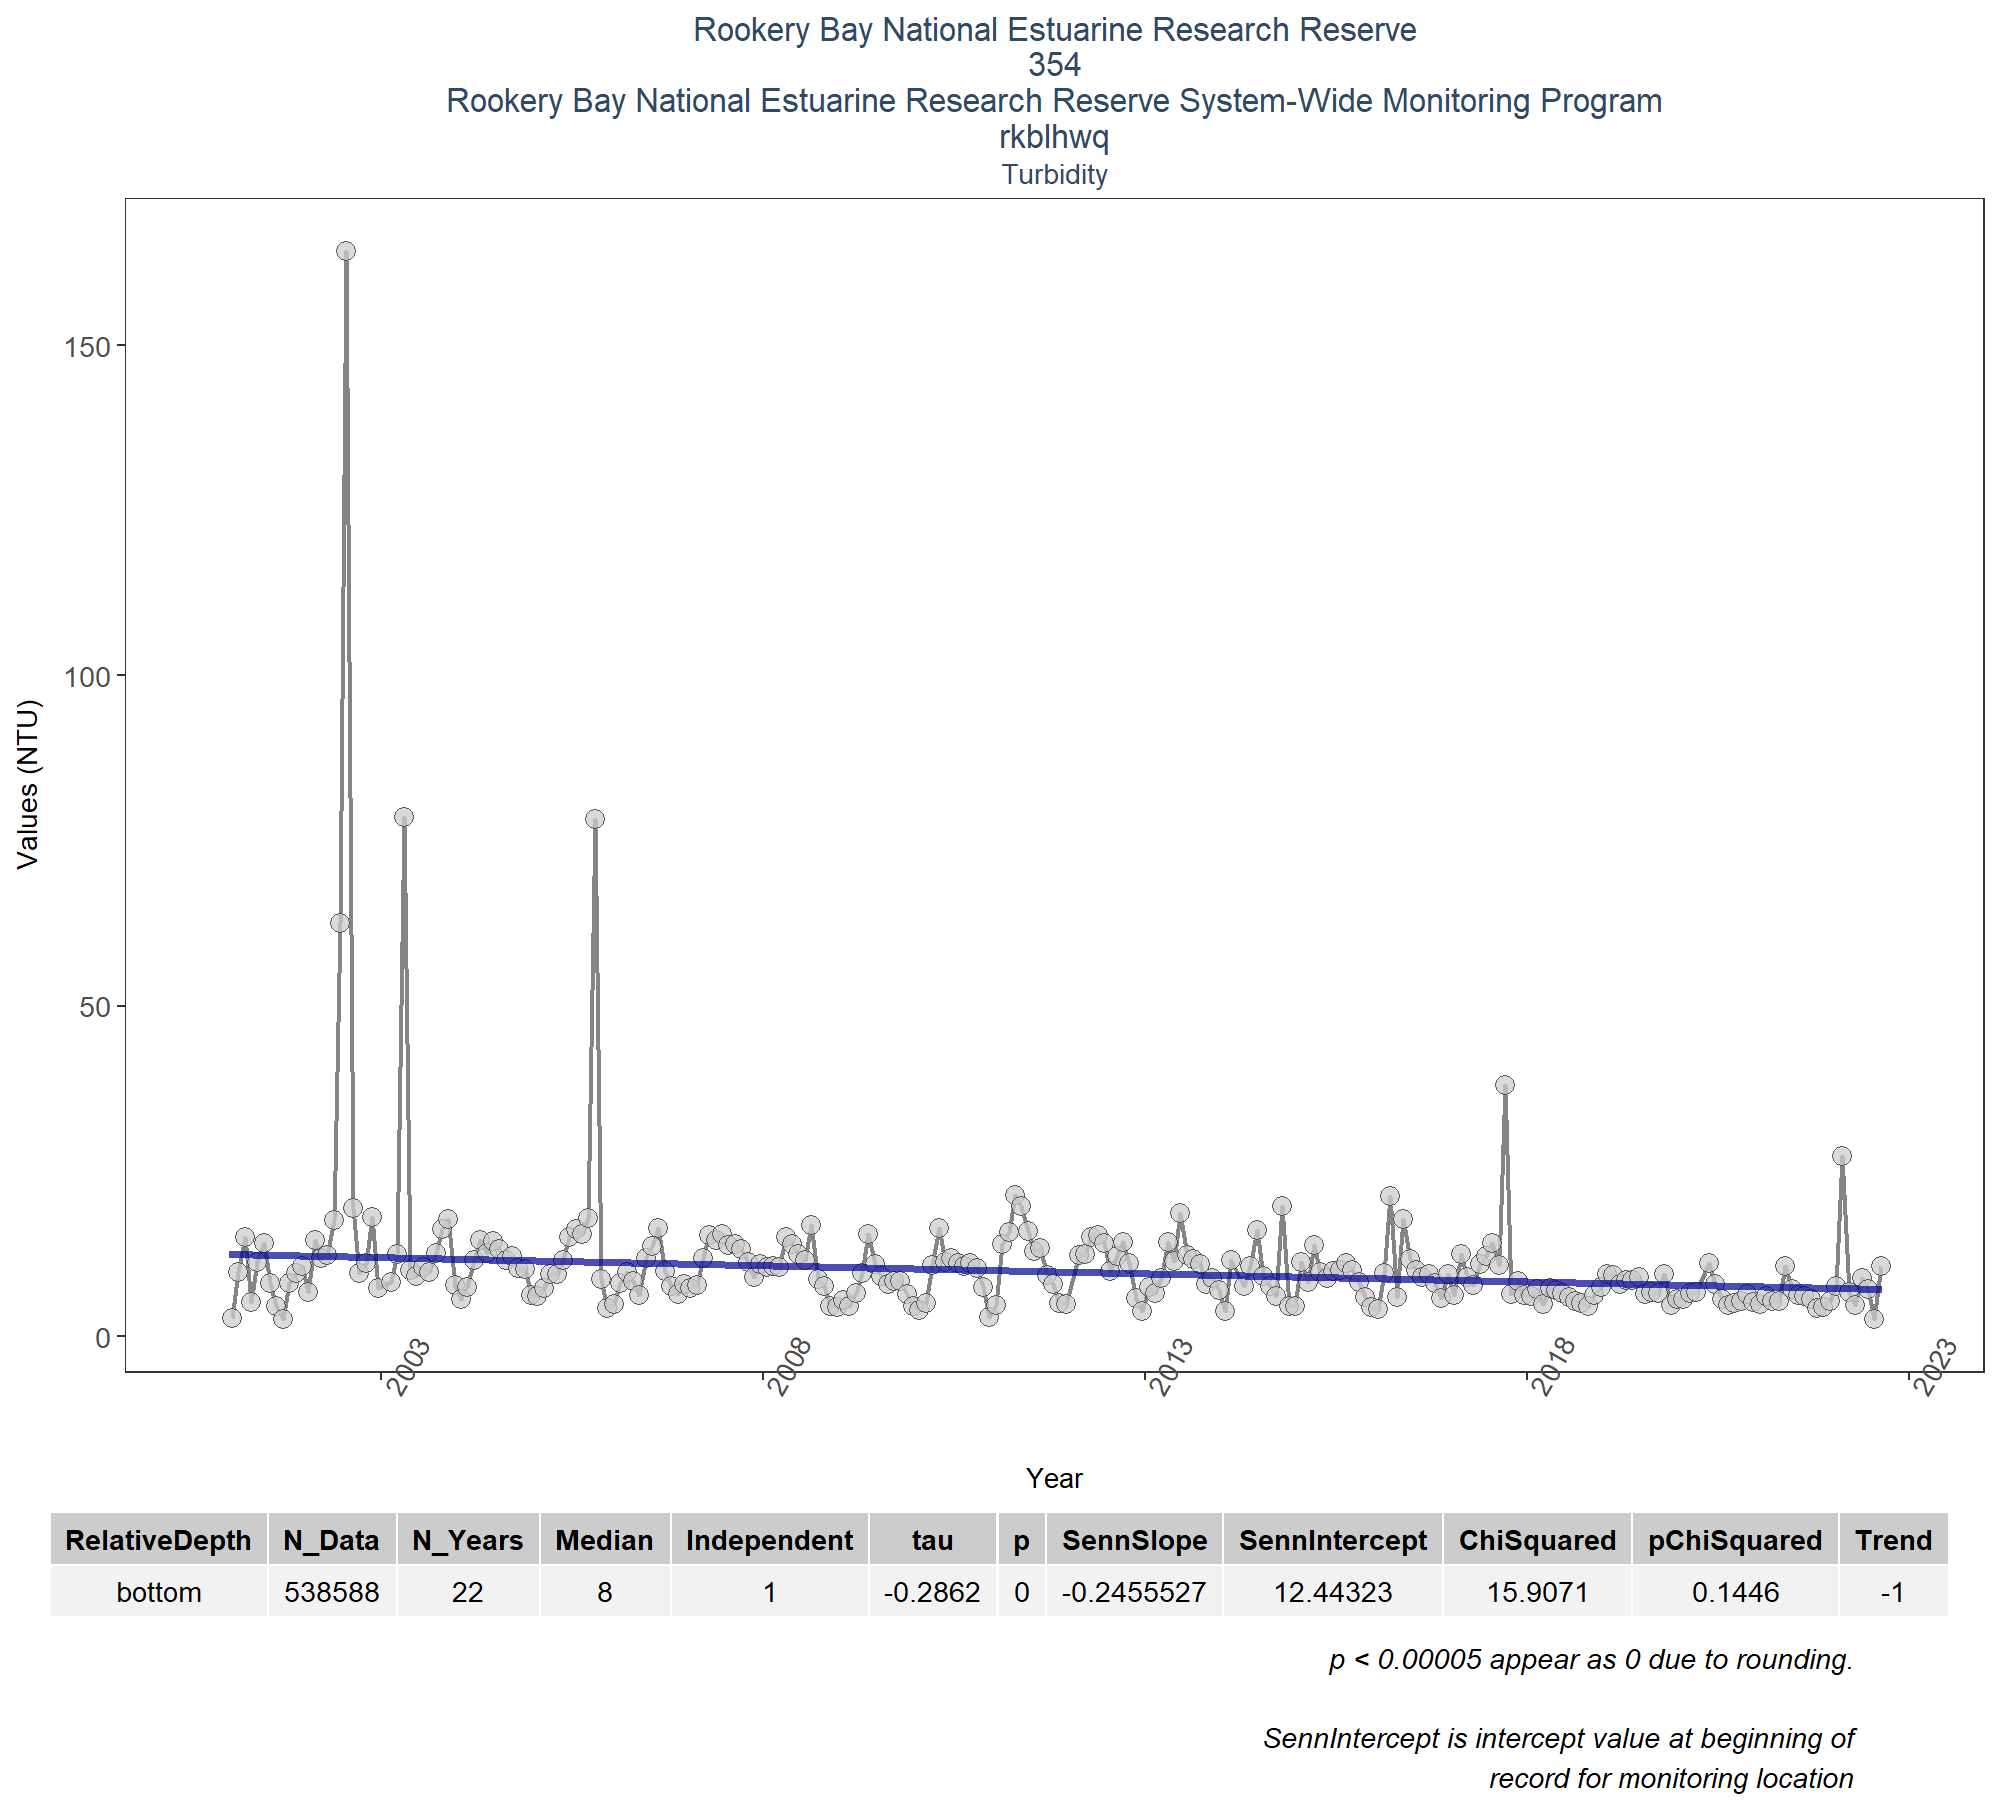 Rookery Bay National Estuarine Research Reserve
354
Rookery Bay National Estuarine Research Reserve System-Wide Monitoring Program
rkblhwq
Turbidity
150
100
50
0
Values (NTU)
2003 2008 2013 2018 2023
Year
RelativeDepth N_Data N_Years Median Independent tau p SennSlope SennIntercept ChiSquared pChiSquared Trend
bottom 538588 22 8 1 -0.2862 0 -0.2455527 12.44323 15.9071 0.1446 -1
p < 0.00005 appear as 0 due to rounding.
SennIntercept is intercept value at beginning of
record for monitoring location